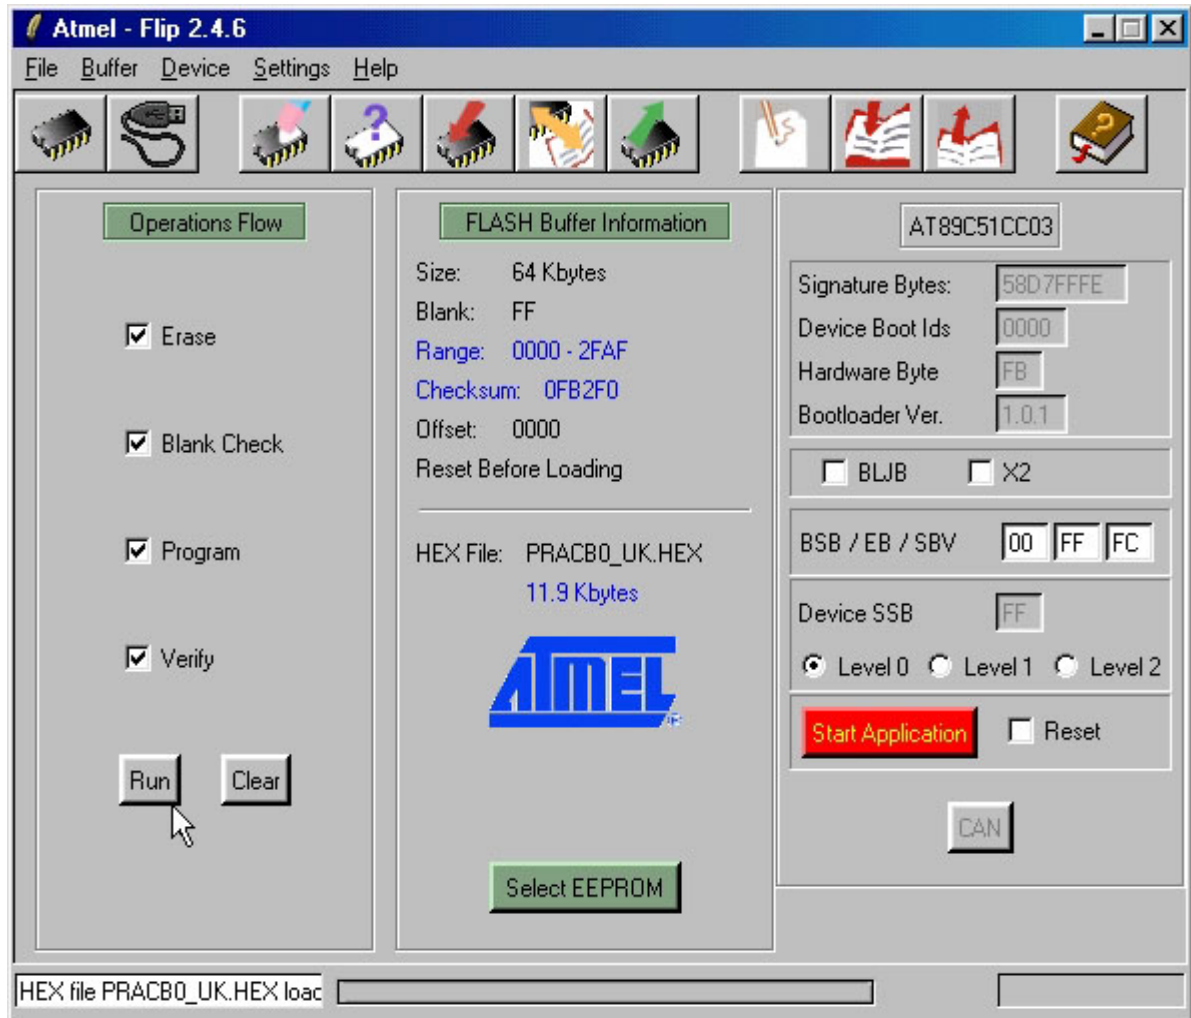 Atmel - Flip 2.4.6
File Buffer Device Settings Help
Operations Flow
Erase
Blank Check
Program
Verify
Run Clear
FLASH Buffer Information
Size: 64 Kbytes
Blank: FF
Range: 0000 - 2FAF
Checksum: 0FB2F0
Offset: 0000
Reset Before Loading
HEX File: PRACB0_UK.HEX
11.9 Kbytes
ATMEL ®
Select EEPROM
AT89C51CC03
Signature Bytes: 58D7FFFE
Device Boot Ids 0000
Hardware Byte FB
Bootloader Ver. 1.0.1
BLJB X2
BSB / EB / SBV 00 FF FC
Device SSB FF
Level 0 Level 1 Level 2
Start Application Reset
CAN
HEX file PRACB0_UK.HEX loac